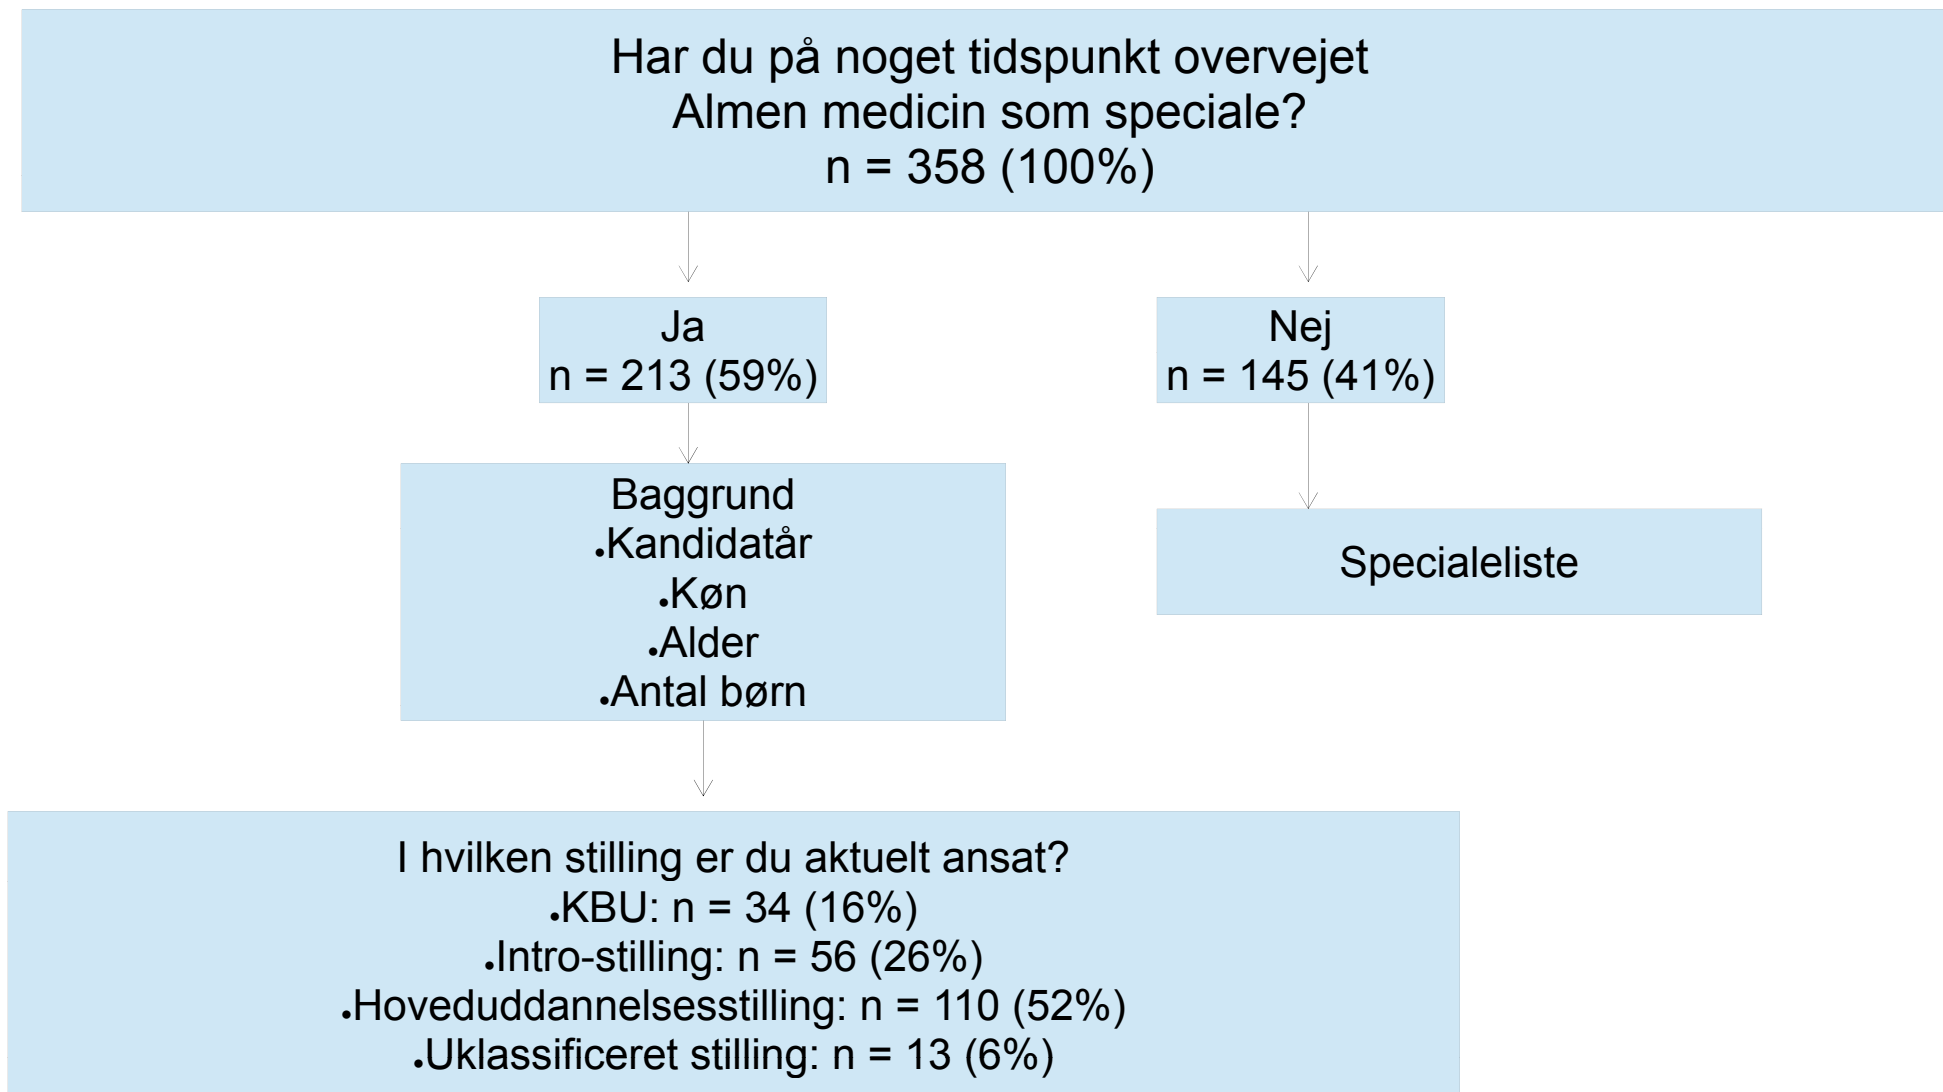 Har du på noget tidspunkt overvejet
Almen medicin som speciale?
n = 358 (100%)
Ja
n = 213 (59%)
Nej
n = 145 (41%)
Baggrund
•Kandidatår
•Køn
•Alder
•Antal børn
Specialeliste
I hvilken stilling er du aktuelt ansat?
•KBU: n = 34 (16%)
•Intro-stilling: n = 56 (26%)
•Hoveduddannelsesstilling: n = 110 (52%)
•Uklassificeret stilling: n = 13 (6%)